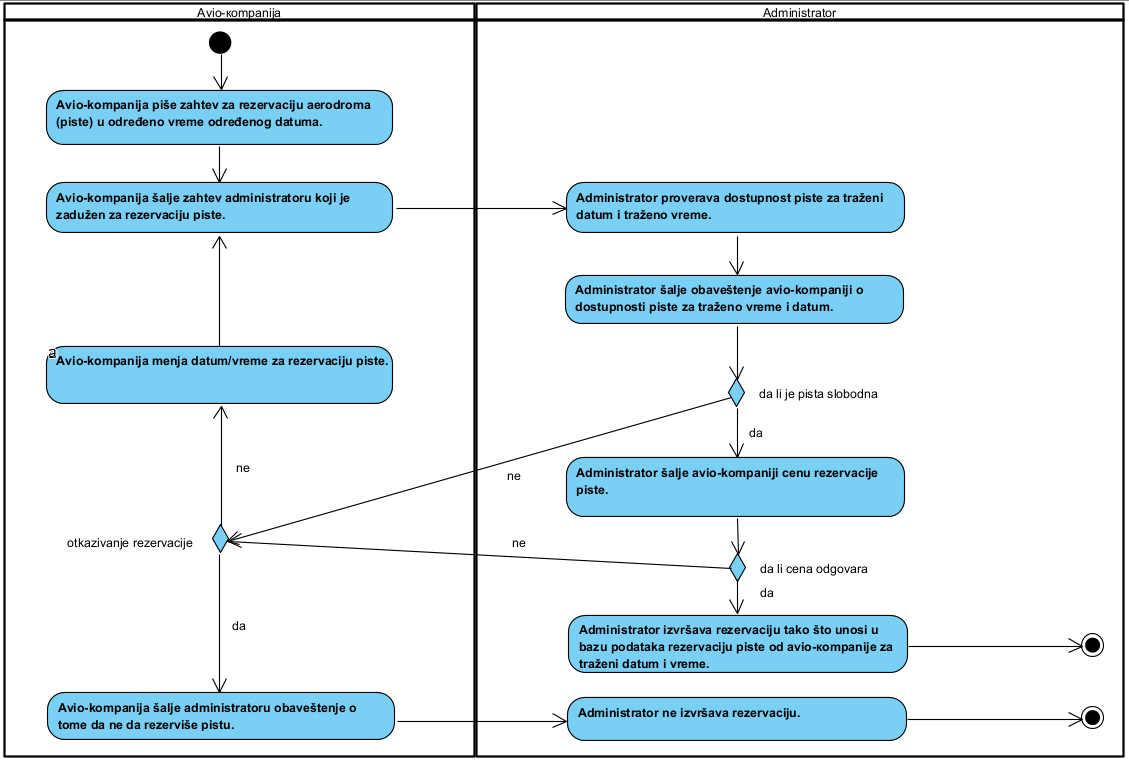 Avio-kompanija
Administrator
Avio-kompanija piše zahtev za rezervaciju aerodroma
(piste) u određeno vreme određenog datuma.
Avio-kompanija šalje zahtev administratoru koji je
zadužen za rezervaciju piste.
Administrator proverava dostupnost piste za traženi
datum i traženo vreme.
Administrator šalje obaveštenje avio-kompaniji o
dostupnosti piste za traženo vreme i datum.
a
Avio-kompanija menja datum/vreme za rezervaciju piste.
da li je pista slobodna
da
ne
ne
Administrator šalje avio-kompaniji cenu rezervacije
piste.
otkazivanje rezervacije
ne
da li cena odgovara
da
da
Administrator izvršava rezervaciju tako što unosi u
bazu podataka rezervaciju piste od avio-kompanije za
traženi datum i vreme.
Avio-kompanija šalje administratoru obaveštenje o
tome da ne da rezerviše pistu.
Administrator ne izvršava rezervaciju.